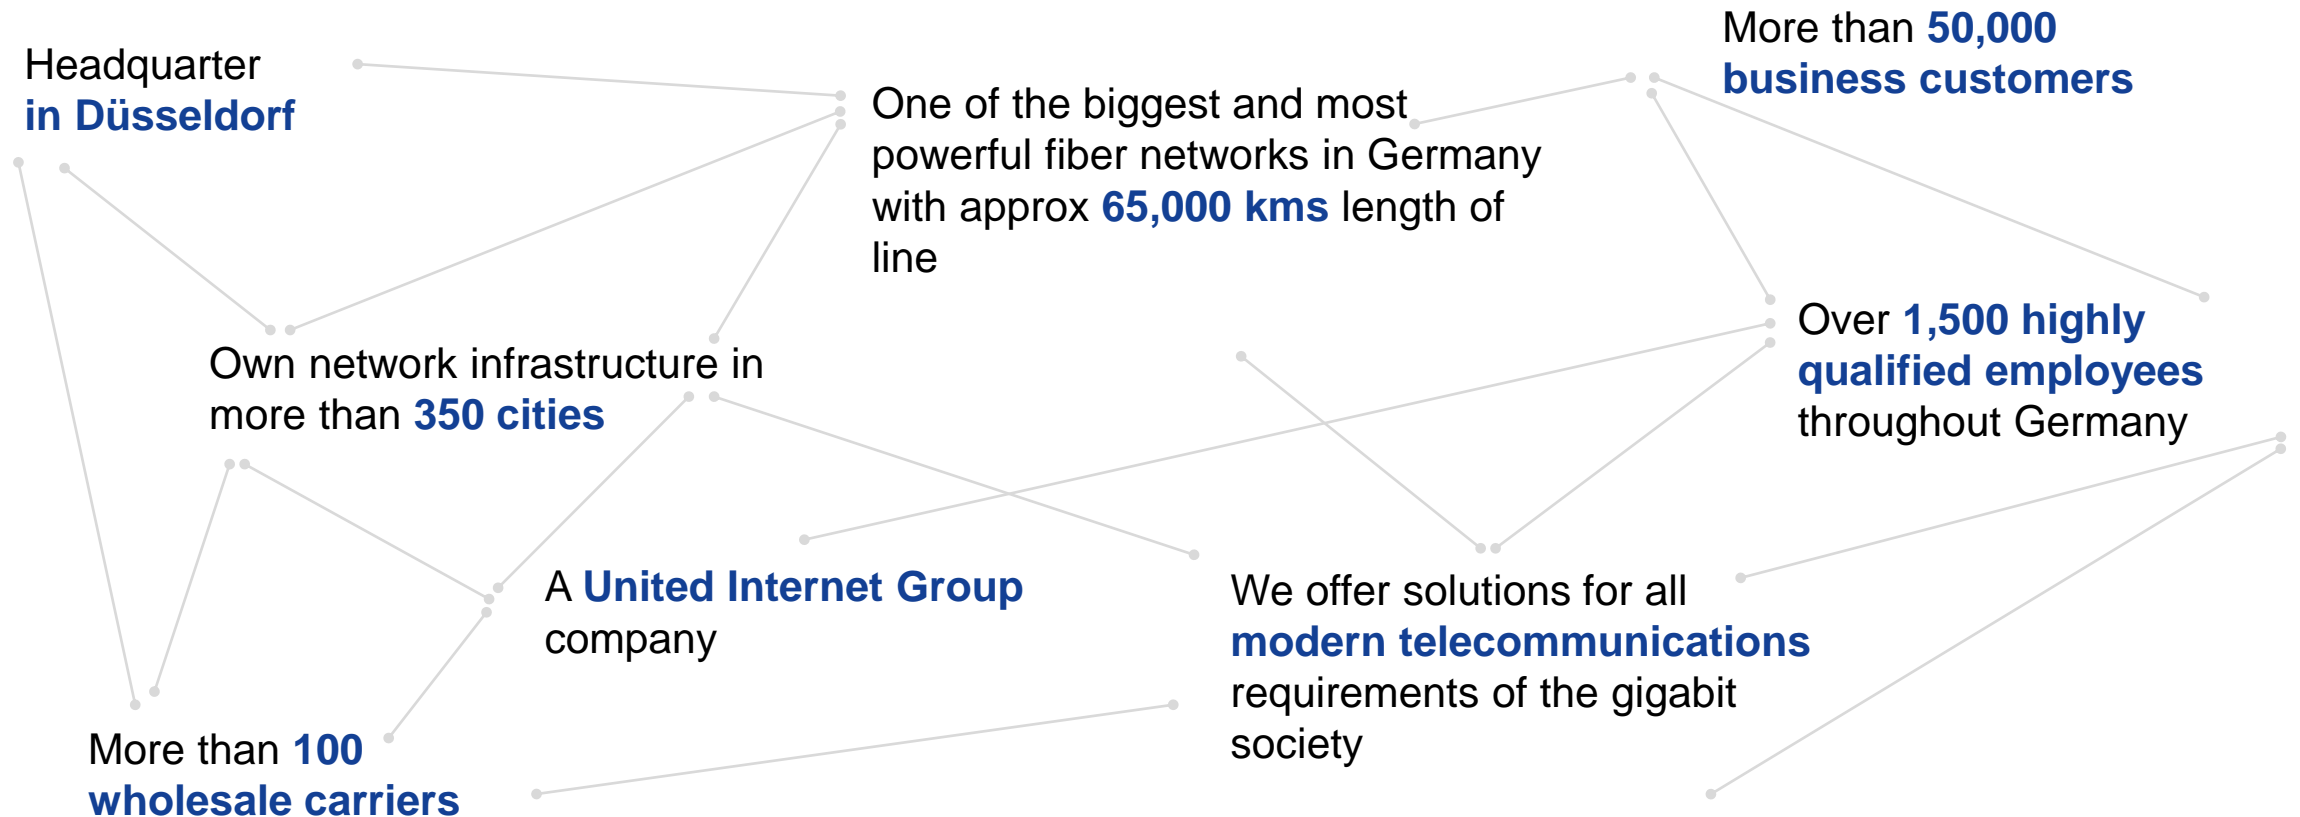 Headquarter
in Düsseldorf
One of the biggest and most
powerful fiber networks in Germany
with approx 65,000 kms length of
line
More than 50,000
business customers
Own network infrastructure in
more than 350 cities
Over 1,500 highly
qualified employees
throughout Germany
A United Internet Group
company
We offer solutions for all
modern telecommunications
requirements of the gigabit
society
More than 100
wholesale carriers